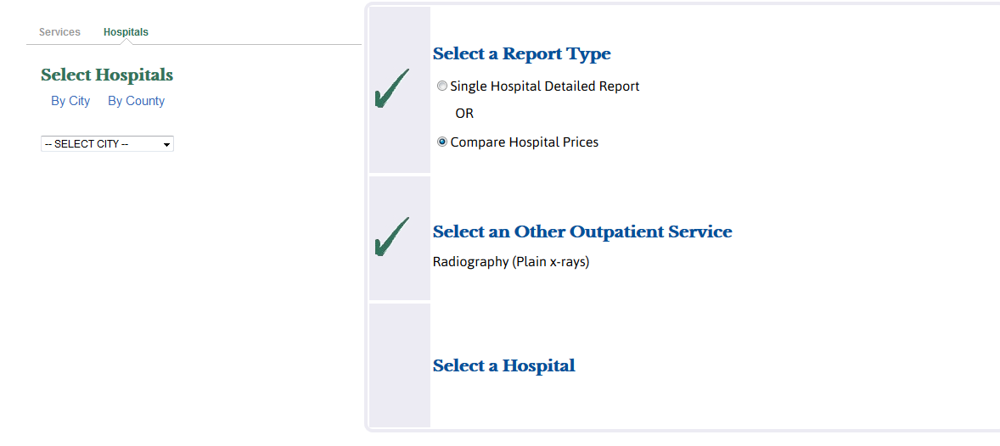 Services Hospitals
Select Hospitals
By City By County
-- SELECT CITY --
Select a Report Type
Single Hospital Detailed Report
OR
Compare Hospital Prices
Select an Other Outpatient Service
Radiography (Plain x-rays)
Select a Hospital